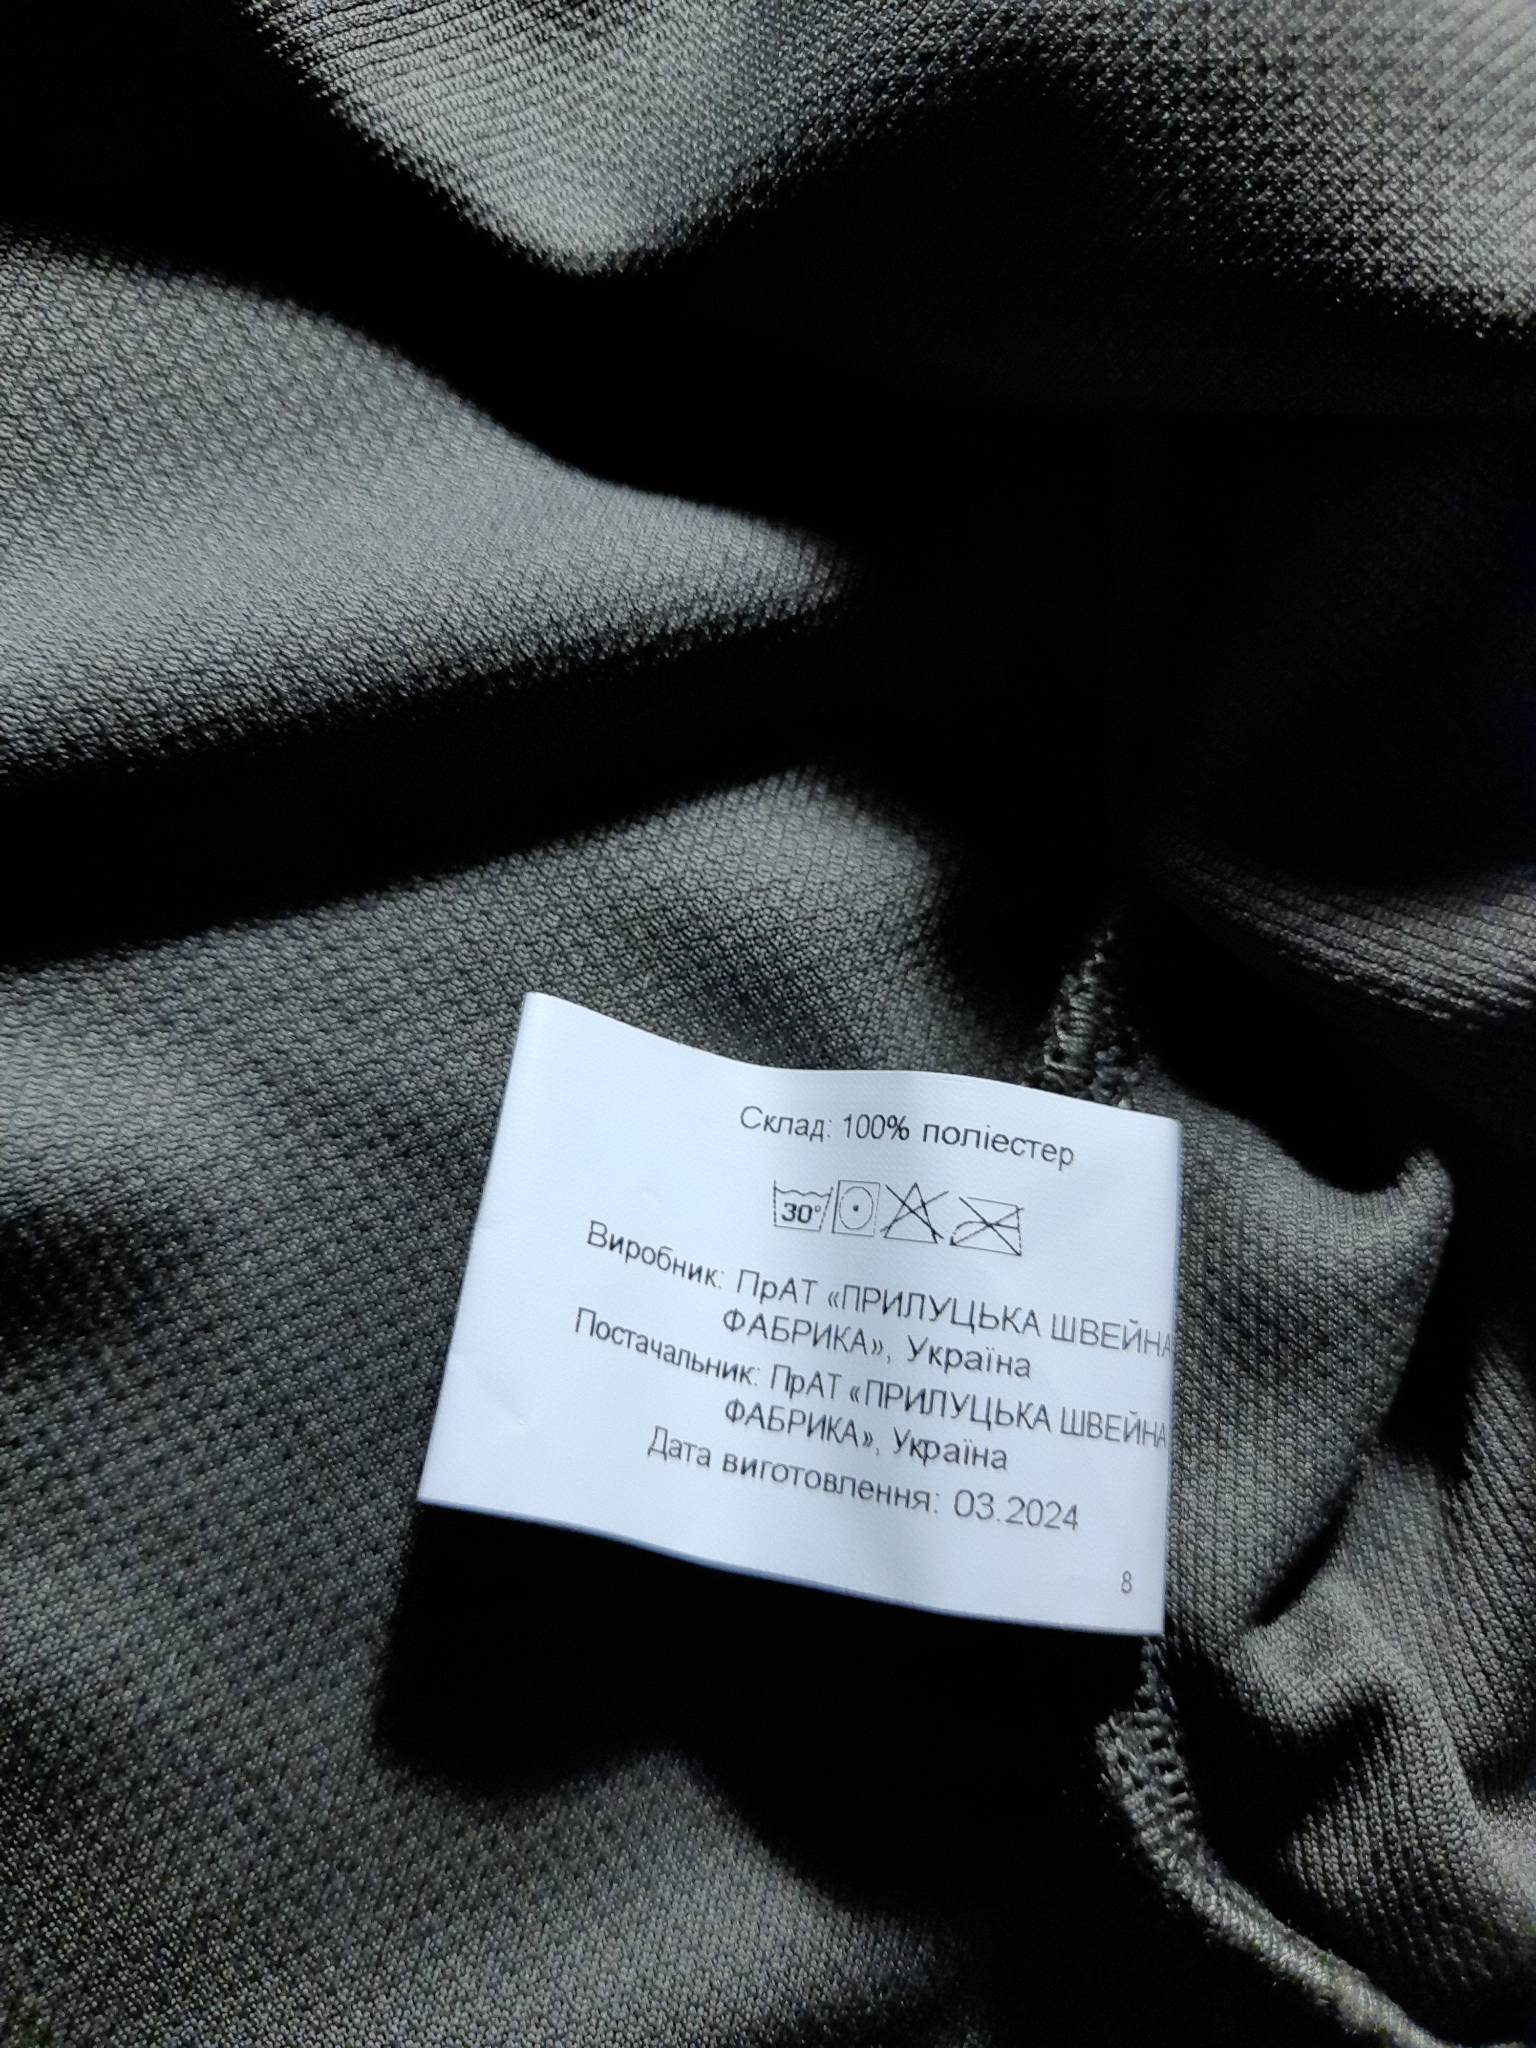 Склад: 100% поліестер
30°
Виробник: ПрАТ «ПРИЛУЦЬКА ШВЕЙНА
ФАБРИКА», Україна
Постачальник: ПрАТ «ПРИЛУЦЬКА ШВЕЙНА
ФАБРИКА», Україна
Дата виготовлення: 03.2024
8